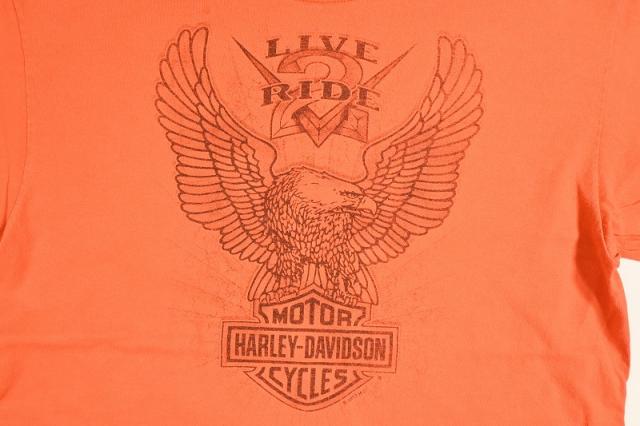 LIVE
2
RIDE
MOTOR
HARLEY-DAVIDSON
CYCLES